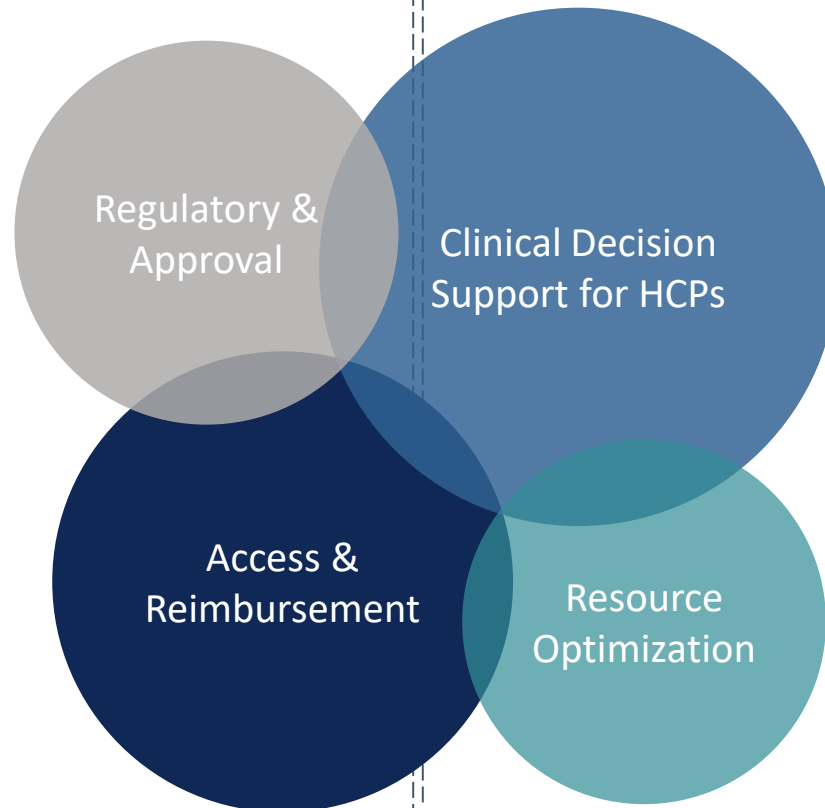 Regulatory &
Approval
Clinical Decision
Support for HCPs
Access &
Reimbursement
Resource
Optimization